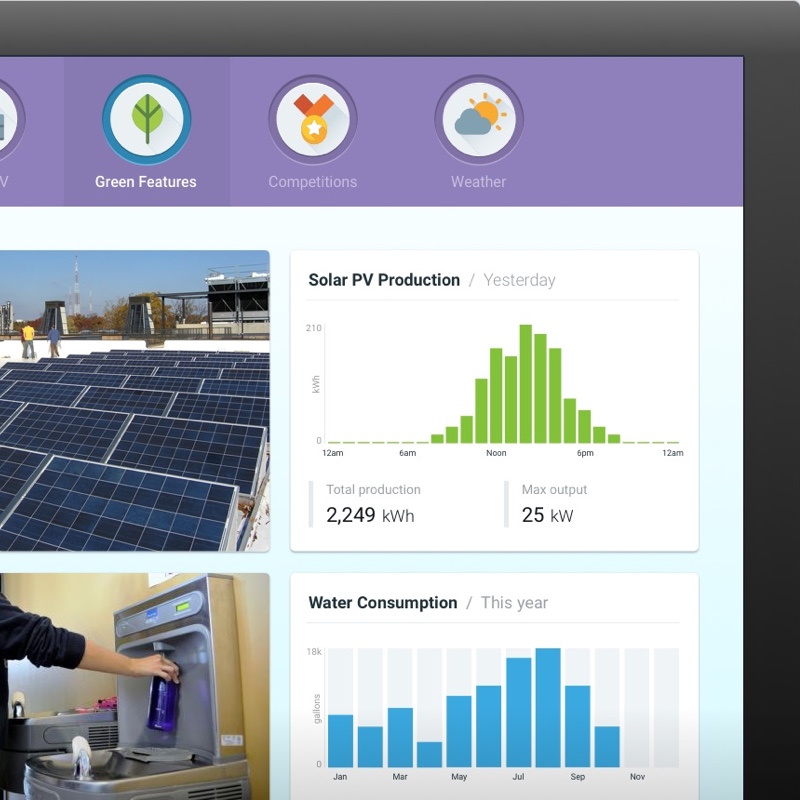 V
Green Features
Competitions
Weather
Solar PV Production / Yesterday
210
kWh
0
12am 6am Noon 6pm 12am
Total production
2,249 kWh
Max output
25 kW
Water Consumption / This year
18k
gallons
0
Jan Mar May Jul Sep Nov